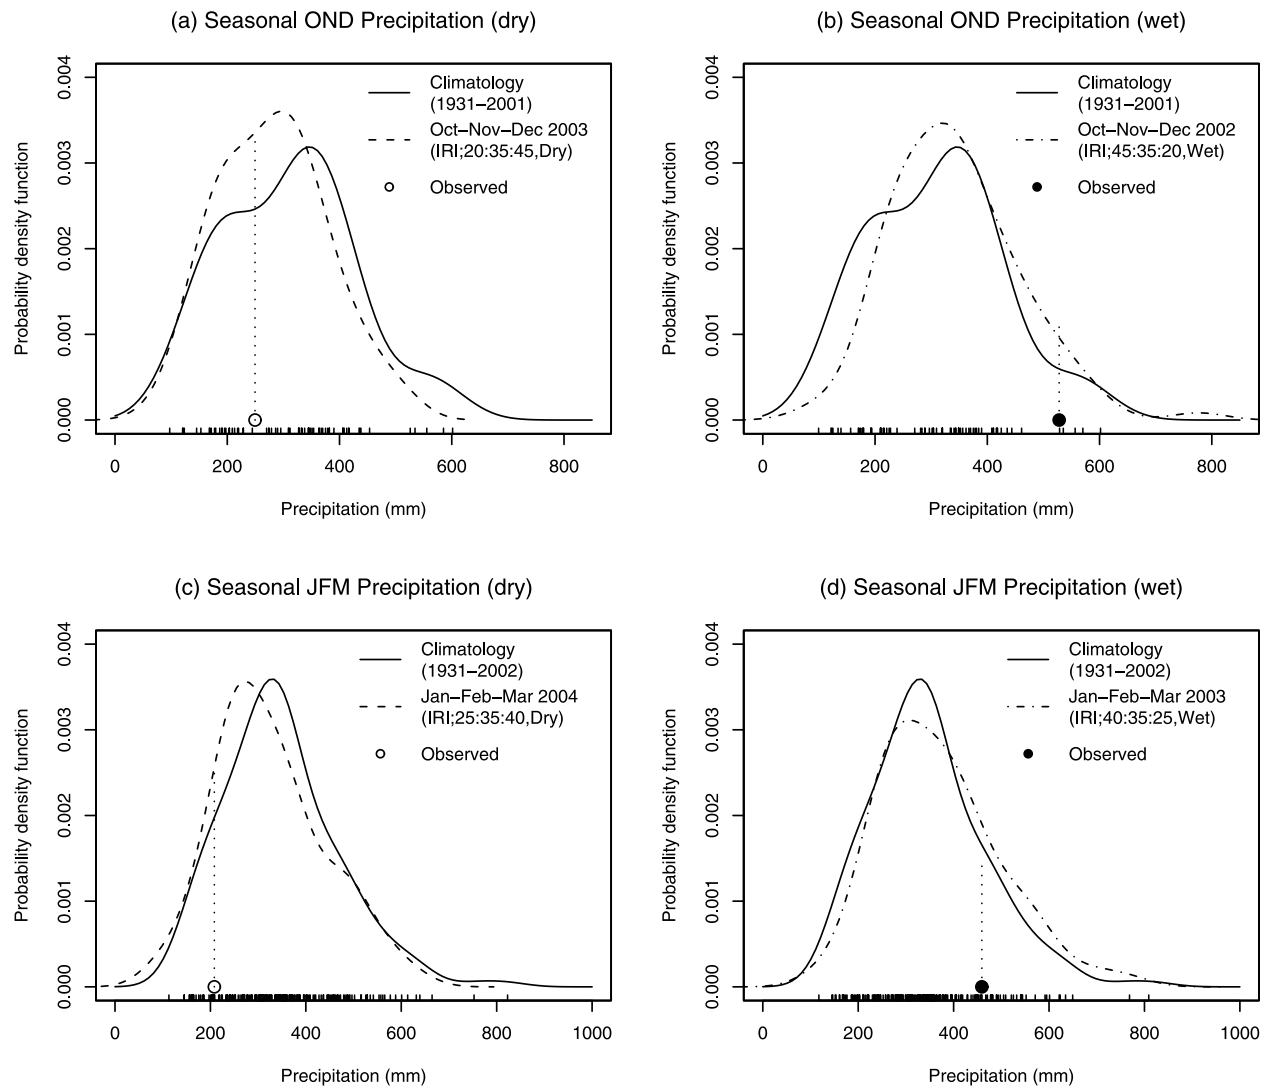 (a) Seasonal OND Precipitation (dry)
Probability density function
0.004
0.003
0.002
0.001
0.000
Climatology
(1931−2001)
Oct−Nov−Dec 2003
(IRI;20:35:45,Dry)
Observed
0 200 400 600 800
Precipitation (mm)
(b) Seasonal OND Precipitation (wet)
Probability density function
0.004
0.003
0.002
0.001
0.000
Climatology
(1931−2001)
Oct−Nov−Dec 2002
(IRI;45:35:20,Wet)
Observed
0 200 400 600 800
Precipitation (mm)
(c) Seasonal JFM Precipitation (dry)
Probability density function
0.004
0.003
0.002
0.001
0.000
Climatology
(1931−2002)
Jan−Feb−Mar 2004
(IRI;25:35:40,Dry)
Observed
0 200 400 600 800 1000
Precipitation (mm)
(d) Seasonal JFM Precipitation (wet)
Probability density function
0.004
0.003
0.002
0.001
0.000
Climatology
(1931−2002)
Jan−Feb−Mar 2003
(IRI;40:35:25,Wet)
Observed
0 200 400 600 800 1000
Precipitation (mm)